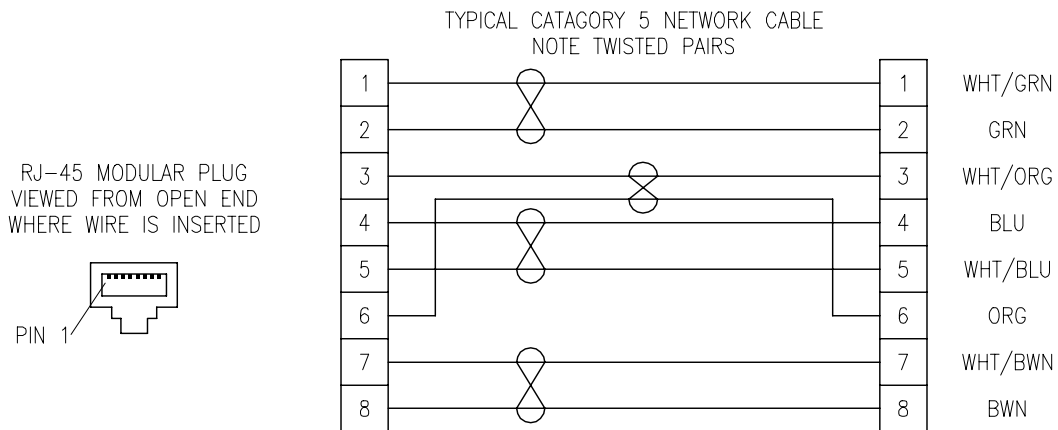 TYPICAL CATAGORY 5 NETWORK CABLE
NOTE TWISTED PAIRS
RJ-45 MODULAR PLUG
VIEWED FROM OPEN END
WHERE WIRE IS INSERTED
PIN 1
1 1 WHT/GRN
2 2 GRN
3 3 WHT/ORG
4 4 BLU
5 5 WHT/BLU
6 6 ORG
7 7 WHT/BWN
8 8 BWN